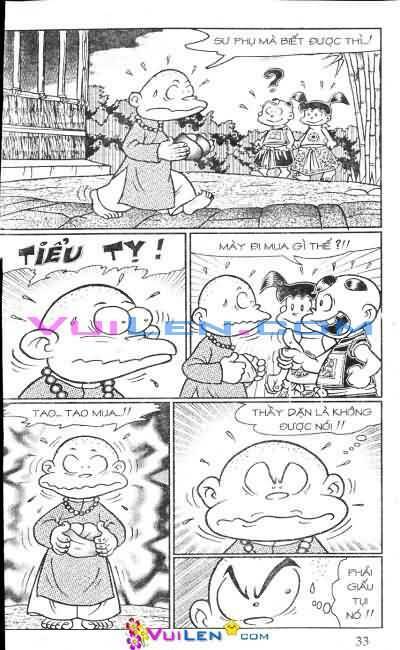 SƯ PHỤ MÀ BIẾT ĐƯỢC THÌ..!
?
TIỂU TỴ !
MÀY ĐI MUA GÌ THẾ ?!!
VUILEN.COM
TAO... TAO MUA...!!
THẦY DẶN LÀ KHÔNG
ĐƯỢC NÓI !!
PHẢI
GIẤU
TỤI
NÓ !!
33
VUILEN.COM